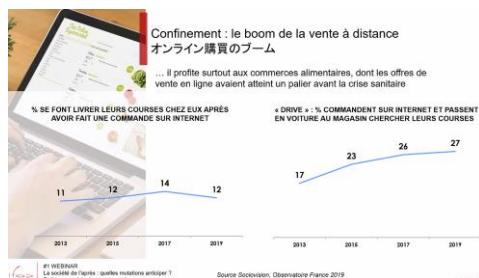 Confinement : le boom de la vente à distance
オンライン購買のブーム
... il profite surtout aux commerces alimentaires, dont les offres de
vente en ligne avaient atteint un palier avant la crise sanitaire
% SE FONT LIVRER LEURS COURSES CHEZ EUX APRÈS
AVOIR FAIT UNE COMMANDE SUR INTERNET
11 12 14 12
2013 2015 2017 2019
« DRIVE » : % COMMANDENT SUR INTERNET ET PASSENT
EN VOITURE AU MAGASIN CHERCHER LEURS COURSES
17 23 26 27
2013 2015 2017 2019
#1 WEBINAR
La société de l'après : quelles mutations anticiper ?
Source Sociovision, Observatoire France 2019